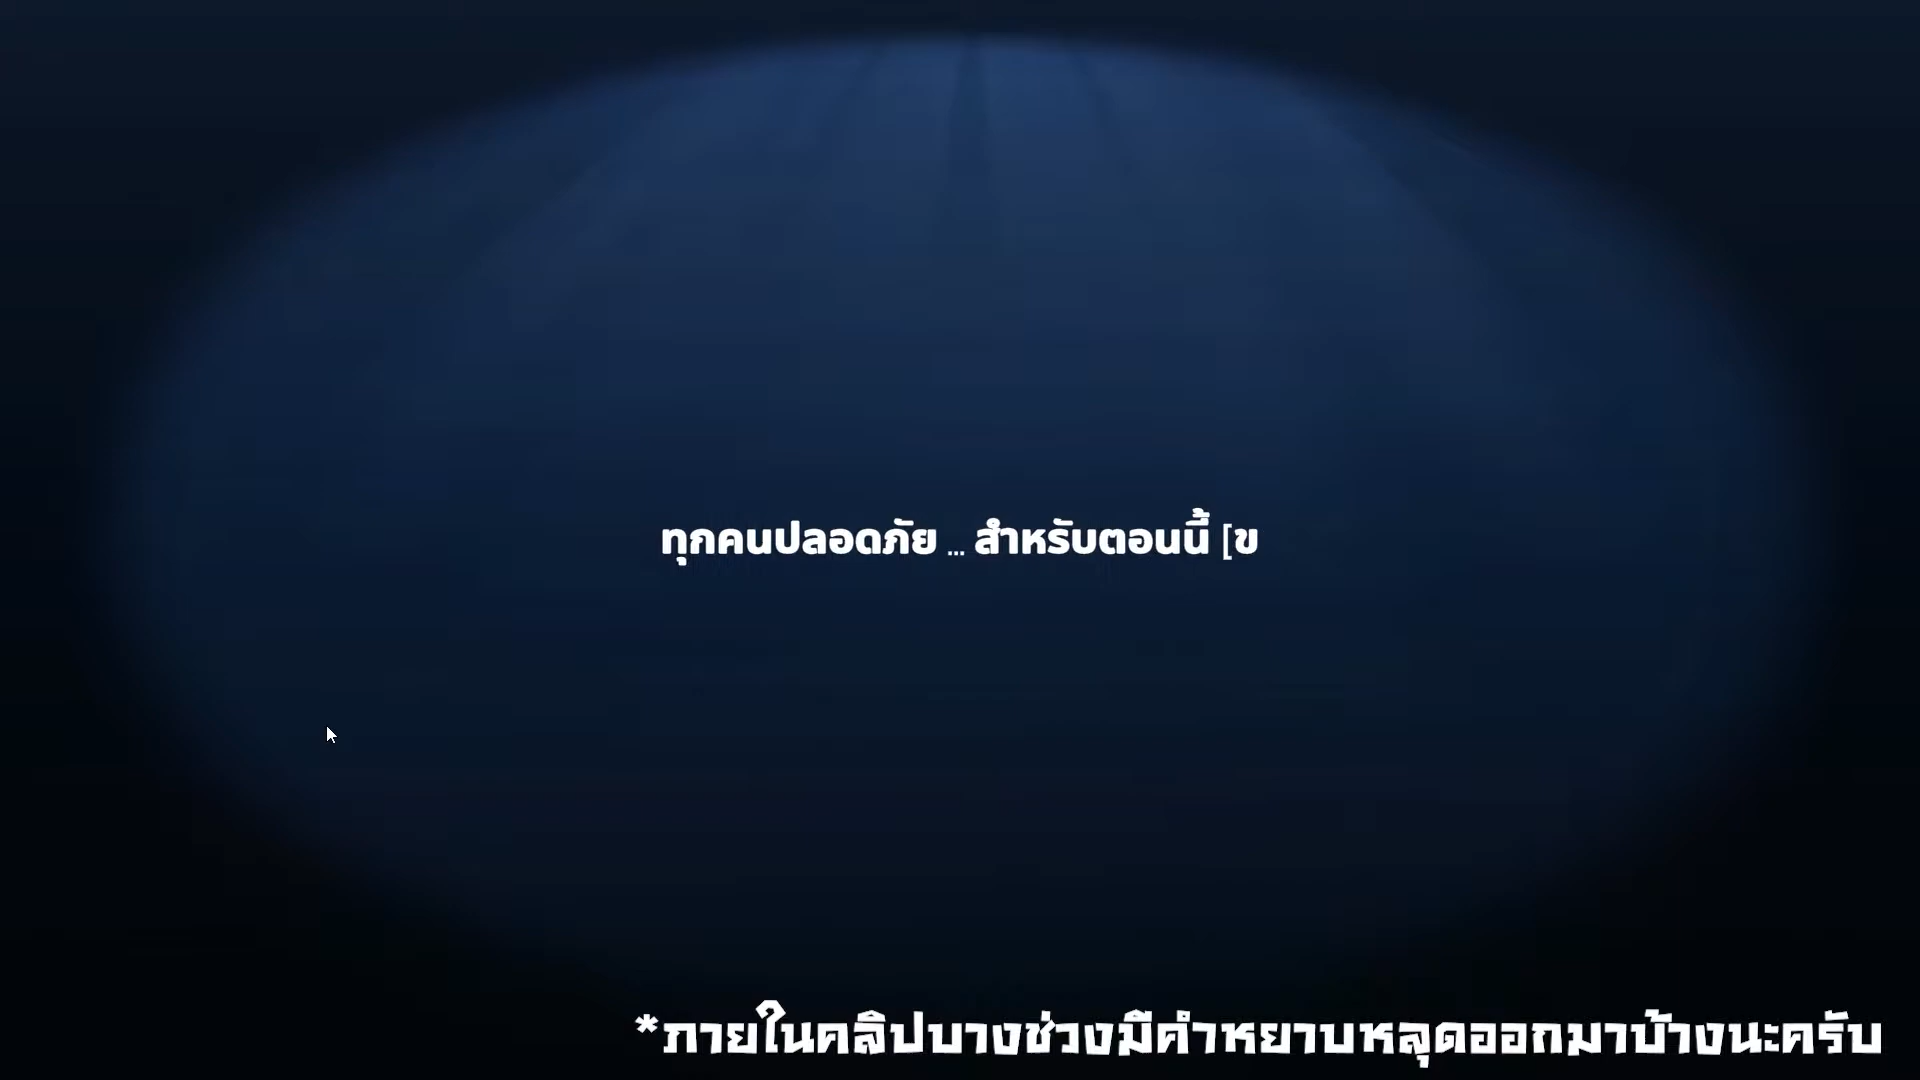 ทุกคนปลอดภัย ... สำหรับตอนนี้ [ข
*ภายในคลิปบางช่วงมีคำหยาบหลุดออกมาบ้างนะครับ